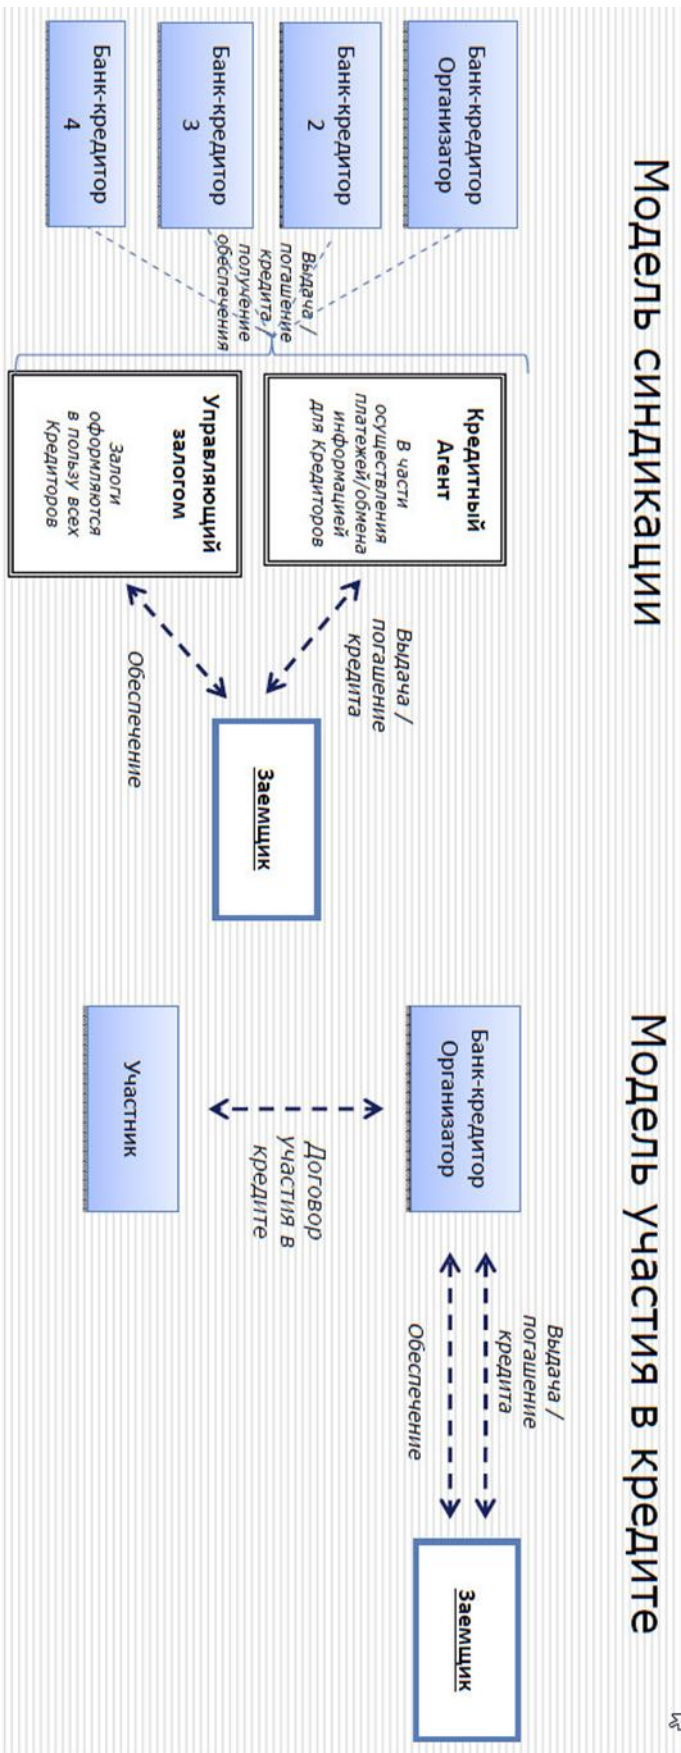 Модель синдикации
Банк-кредитор
Организатор
Банк-кредитор
2
Банк-кредитор
3
Банк-кредитор
4
Выдача /
погашение
кредита /
получение
обеспечения
Кредитный
Агент
В части
осуществления
платежей/обмена
информацией
для Кредиторов
Управляющий
залогом
Залоги
оформляются
в пользу всех
Кредиторов
Выдача /
погашение
кредита
Обеспечение
Заемщик
Модель участия в кредите
Банк-кредитор
Организатор
Договор
участия в
кредите
Участник
Выдача /
погашение
кредита
Обеспечение
Заемщик